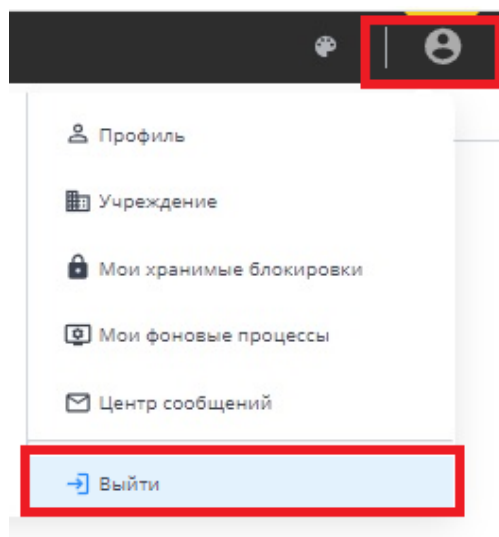 Профиль
Учреждение
Мои хранимые блокировки
Мои фоновые процессы
Центр сообщений
Выйти